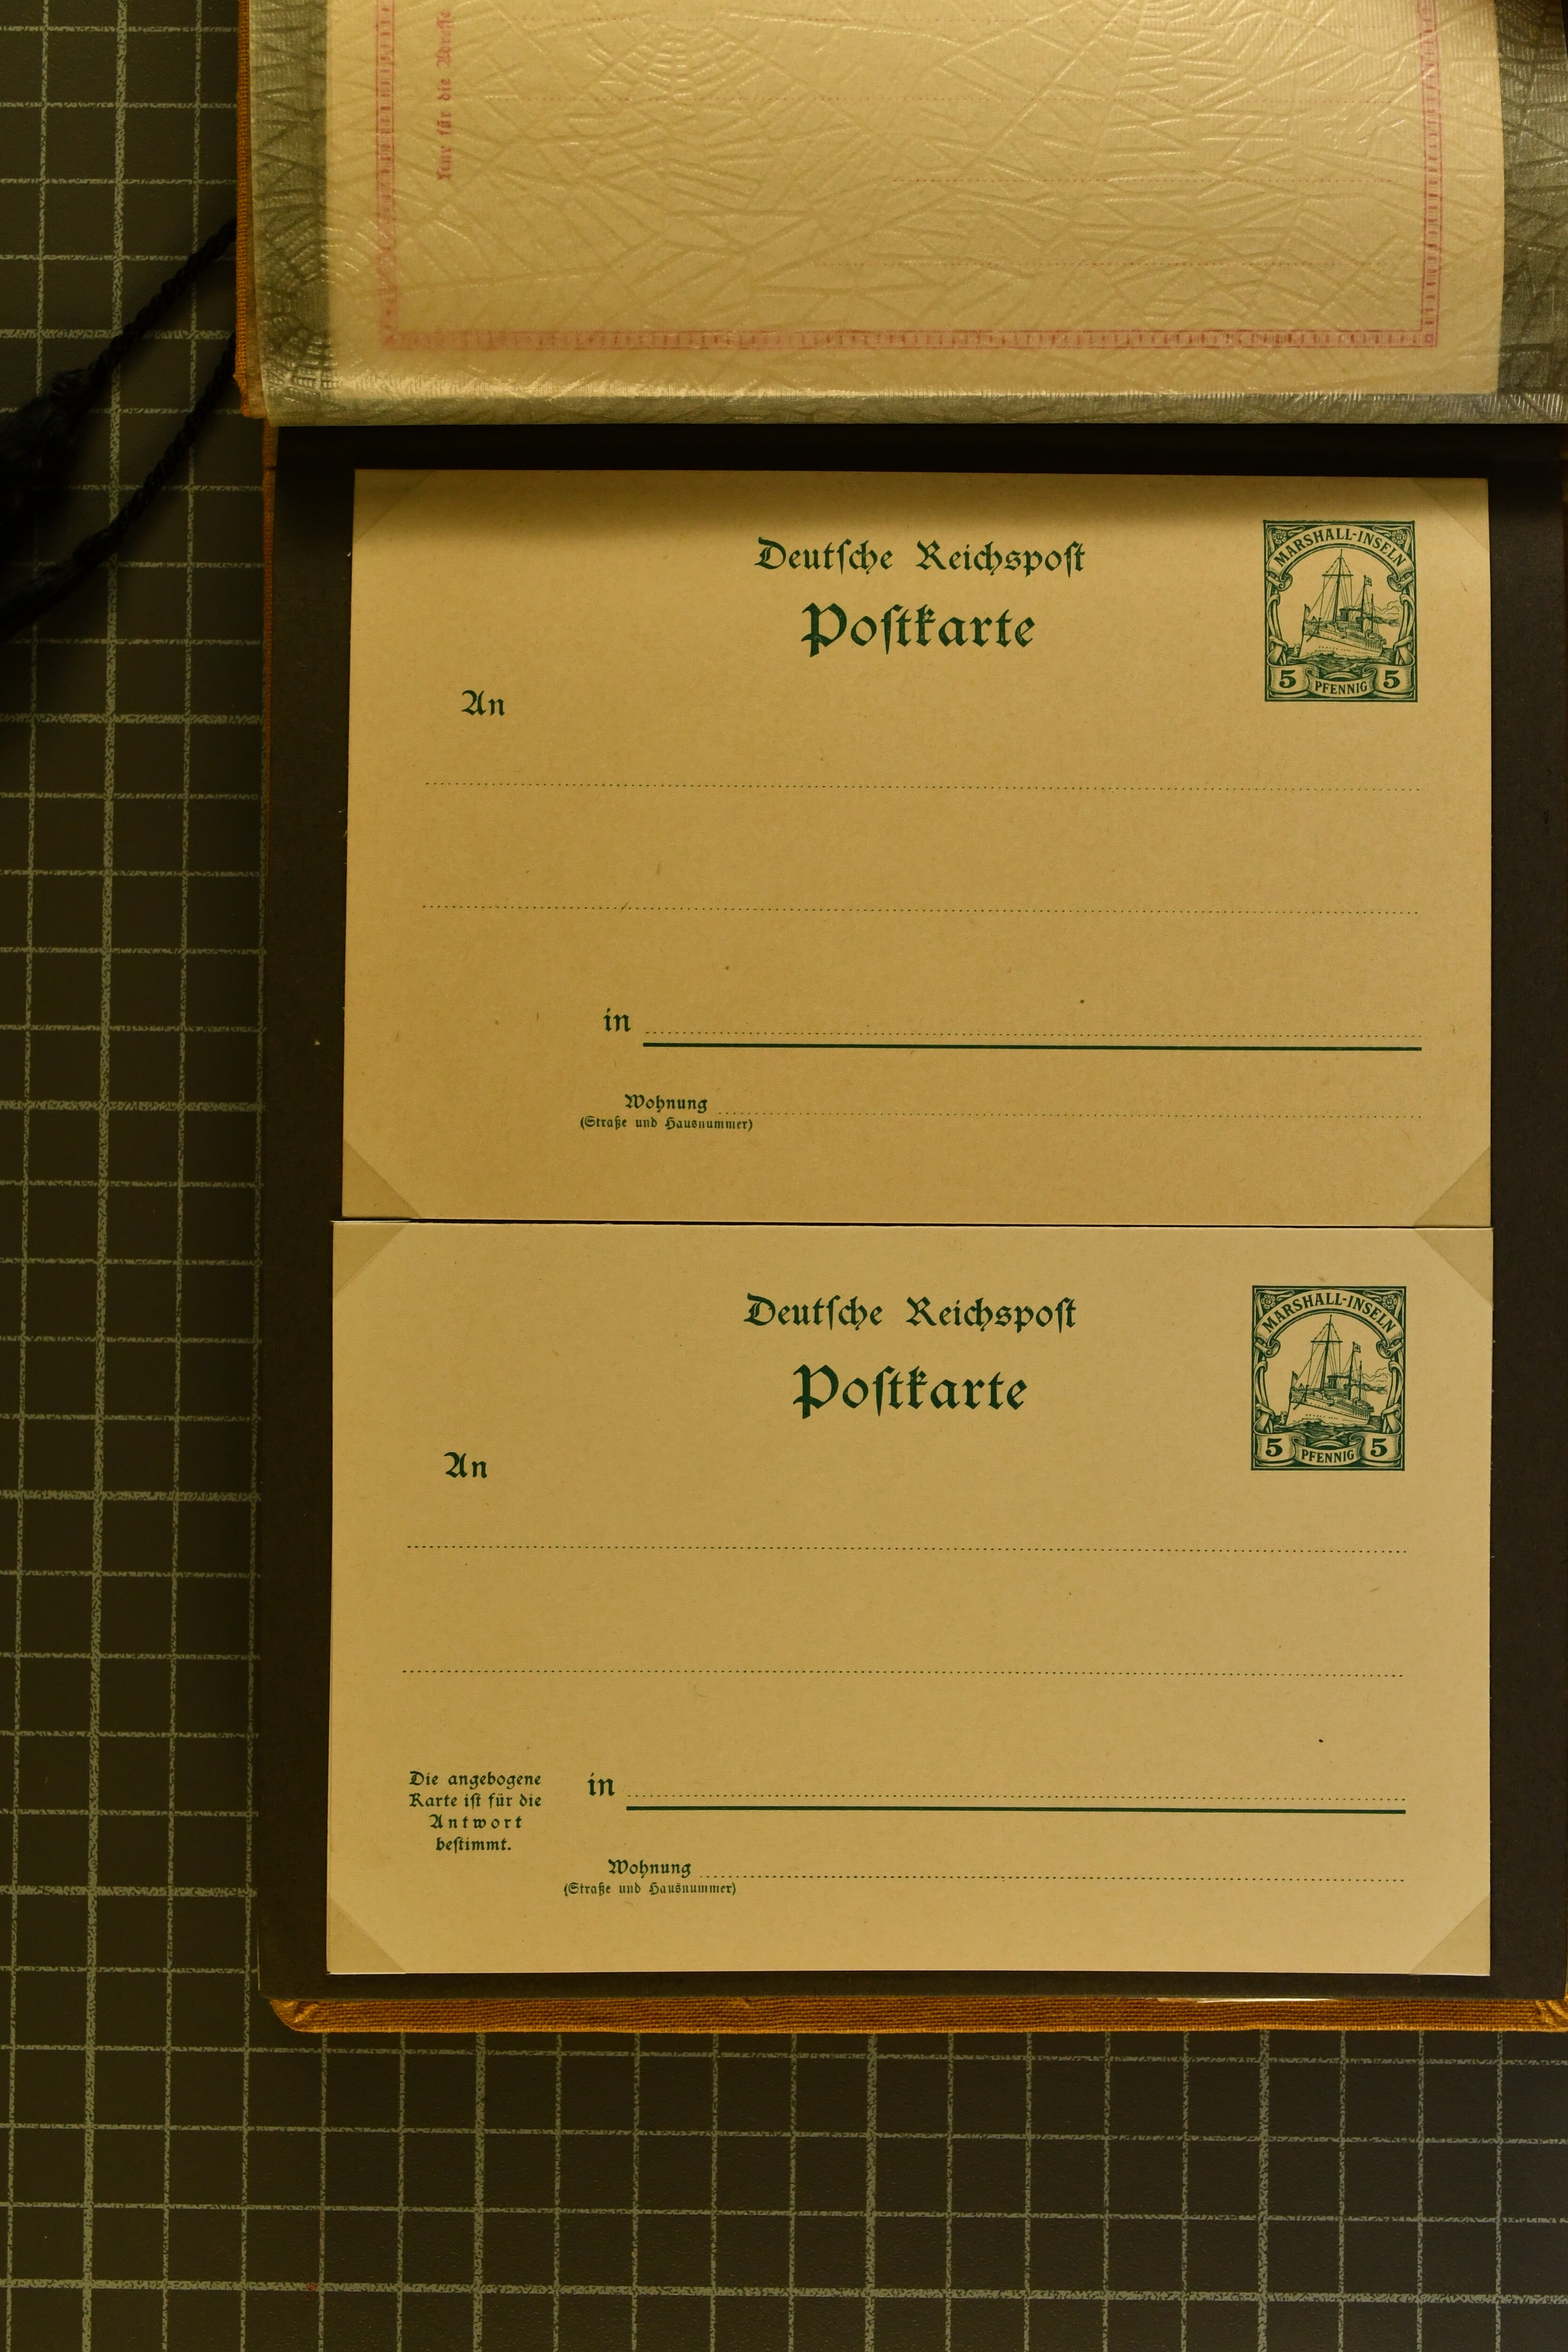 Nur für die Adresse
Deutſche Reichspoſt
Poſtkarte
MARSHALL-INSELN
5 PFENNIG 5
An
in
Wohnung
(Straße und Hausnummer)
Deutſche Reichspoſt
Poſtkarte
MARSHALL-INSELN
5 PFENNIG 5
An
Die angebogene
Karte iſt für die
Antwort
beſtimmt.
in
Wohnung
(Straße und Hausnummer)